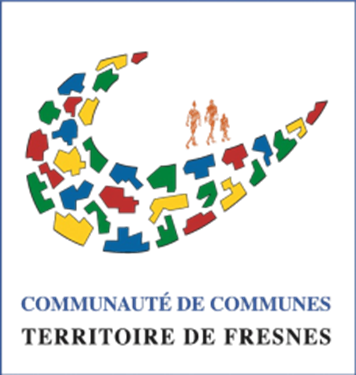 COMMUNAUTÉ DE COMMUNES
TERRITOIRE DE FRESNES